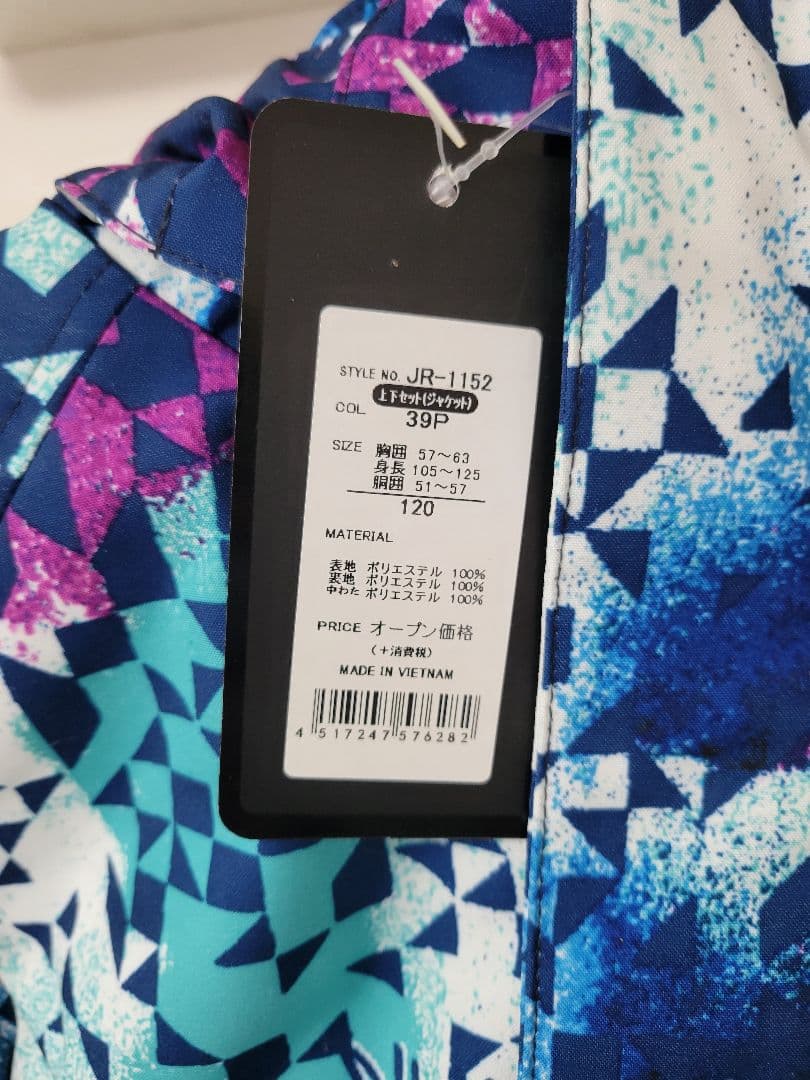 STYLE NO. JR-1152
上下セット(ジャケット)
COL 39P
SIZE 胸囲 57～63
身長 105～125
胴囲 51～57
120
MATERIAL
表地 ポリエステル 100%
裏地 ポリエステル 100%
中わた ポリエステル 100%
PRICE オープン価格
(+消費税)
MADE IN VIETNAM
4 517247 576282